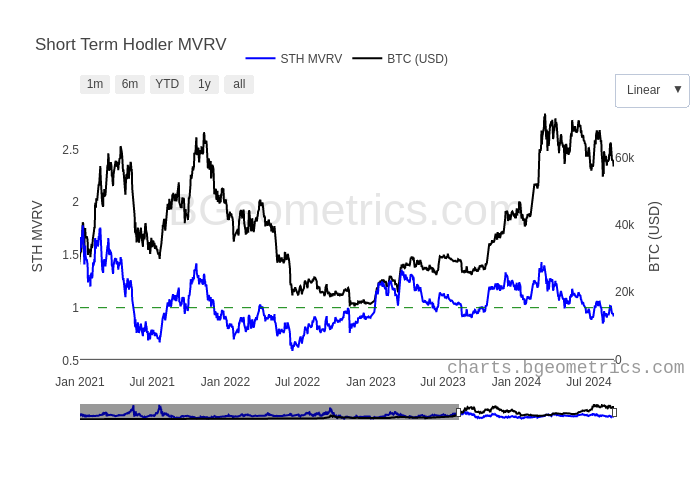 Short Term Hodler MVRV
STH MVRV BTC (USD)
1m 6m YTD 1y all
Linear ▼
2.5
2
1.5
1
0.5
STH MVRV
60k
40k
20k
0
BTC (USD)
BGeometrics.com
charts.bgeometrics.com
Jan 2021 Jul 2021 Jan 2022 Jul 2022 Jan 2023 Jul 2023 Jan 2024 Jul 2024